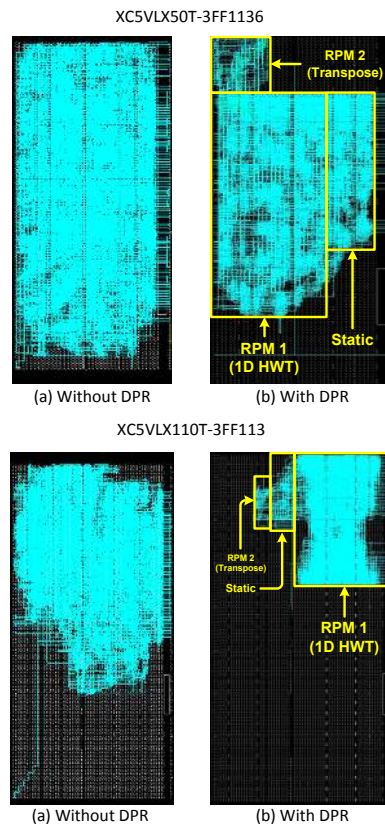 XC5VLX50T-3FF1136
RPM 2
(Transpose)
Static
RPM 1
(1D HWT)
(a) Without DPR
(b) With DPR
XC5VLX110T-3FF113
RPM 2
(Transpose)
Static
RPM 1
(1D HWT)
(a) Without DPR
(b) With DPR